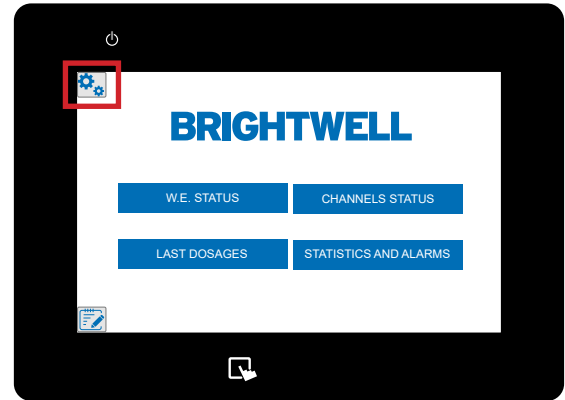 BRIGHTWELL
W.E. STATUS
CHANNELS STATUS
LAST DOSAGES
STATISTICS AND ALARMS